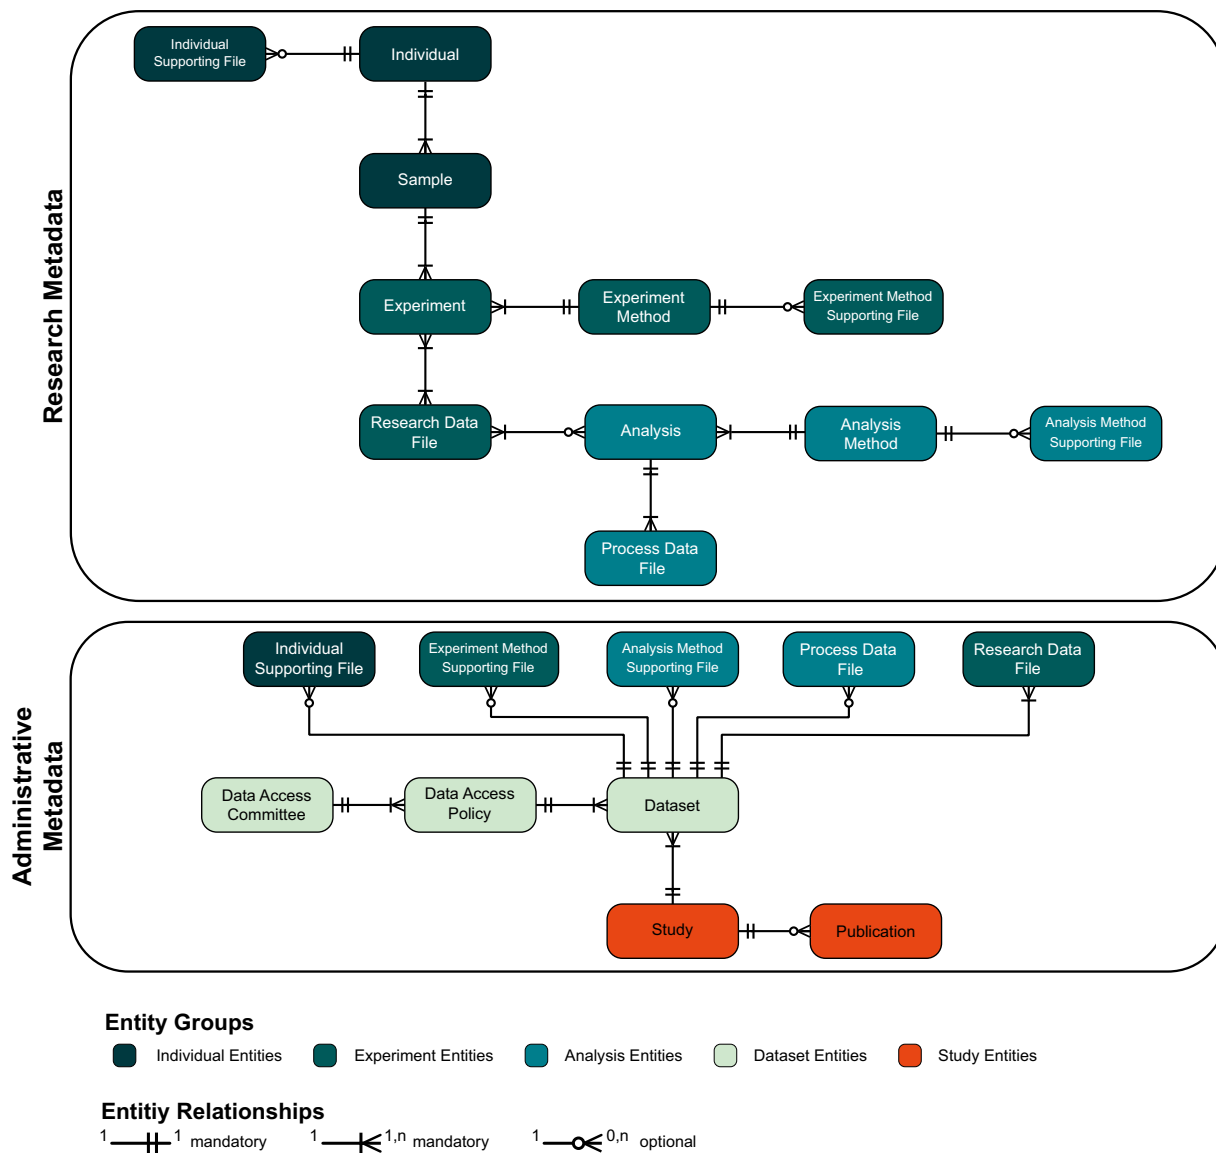 Research Metadata
Individual
Supporting File
Individual
Sample
Experiment
Experiment
Method
Experiment Method
Supporting File
Research Data
File
Analysis
Analysis
Method
Analysis Method
Supporting File
Process Data
File
Administrative
Metadata
Individual
Supporting File
Experiment Method
Supporting File
Analysis Method
Supporting File
Process Data
File
Research Data
File
Data Access
Committee
Data Access
Policy
Dataset
Study
Publication
Entity Groups
Individual Entities
Experiment Entities
Analysis Entities
Dataset Entities
Study Entities
Entitiy Relationships
1 1 mandatory
1 1,n mandatory
1 0,n optional